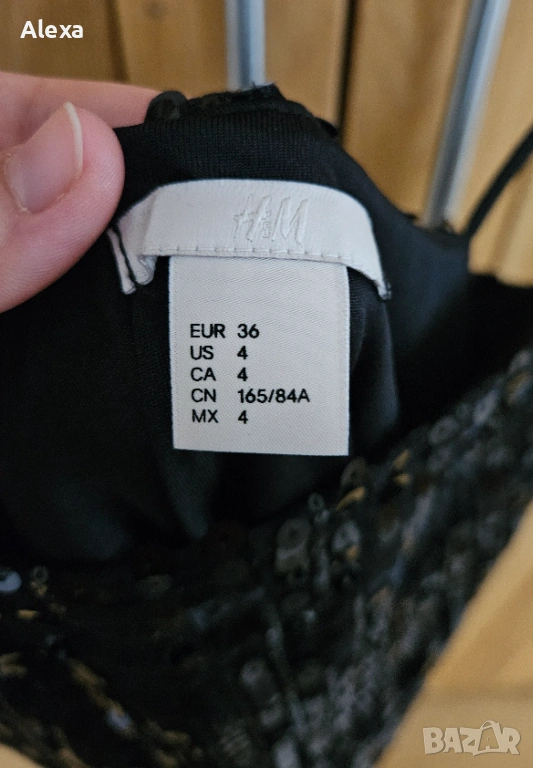 Alexa
H&M
EUR 36
US 4
CA 4
CN 165/84A
MX 4
BAZAR